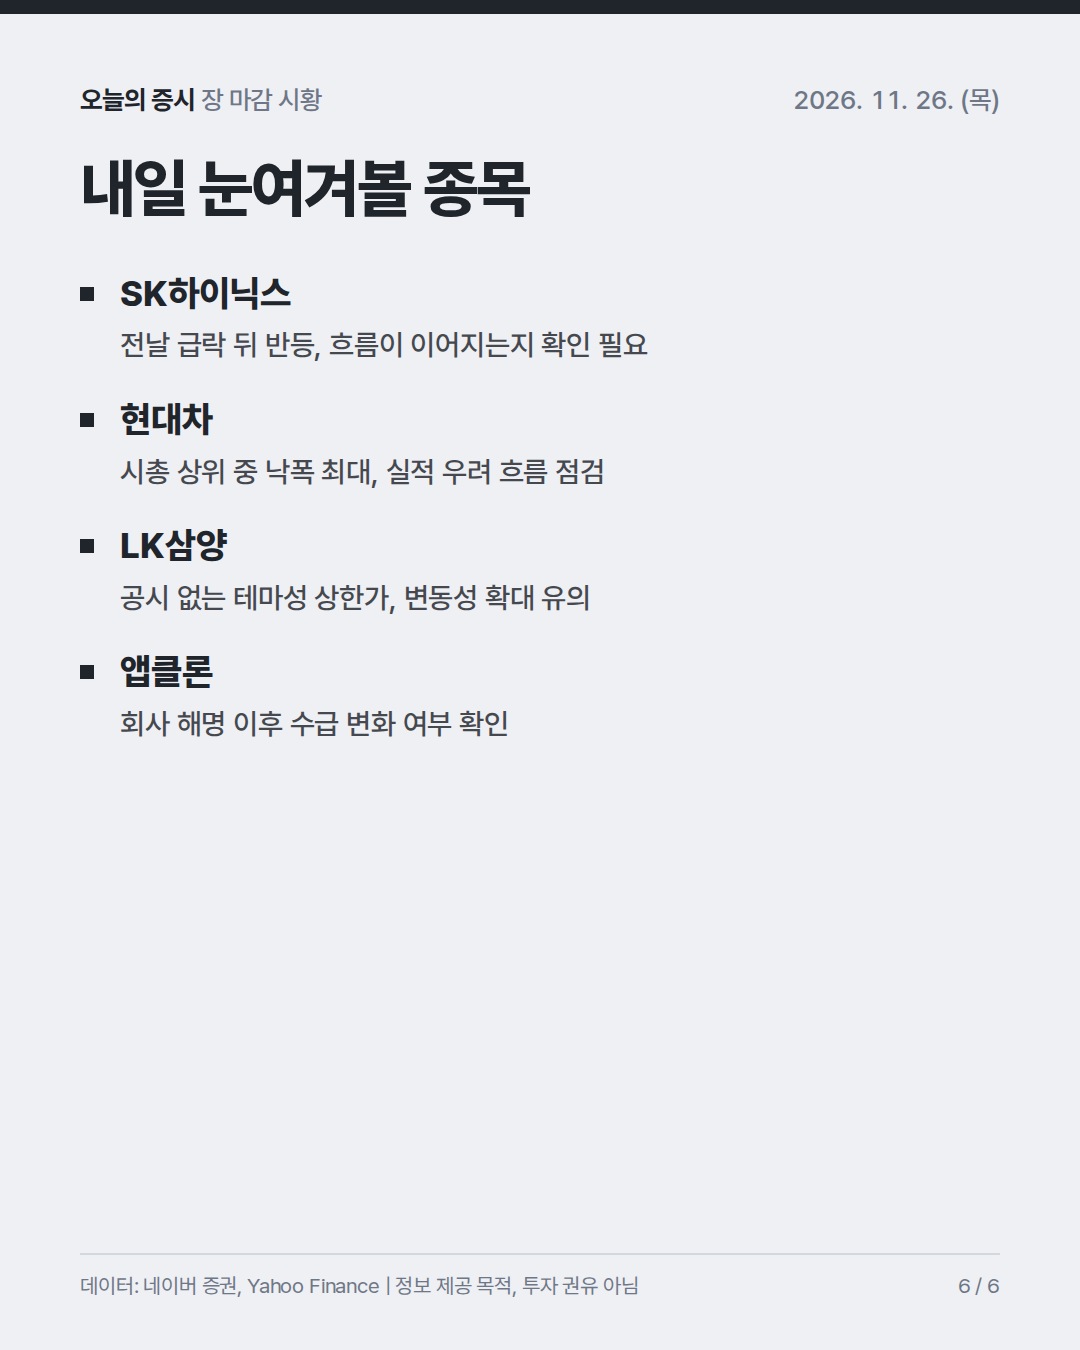 오늘의 증시 장 마감 시황
2026. 11. 26. (목)
내일 눈여겨볼 종목
SK하이닉스
전날 급락 뒤 반등, 흐름이 이어지는지 확인 필요
현대차
시총 상위 중 낙폭 최대, 실적 우려 흐름 점검
LK삼양
공시 없는 테마성 상한가, 변동성 확대 유의
앱클론
회사 해명 이후 수급 변화 여부 확인
데이터: 네이버 증권, Yahoo Finance | 정보 제공 목적, 투자 권유 아님
6 / 6